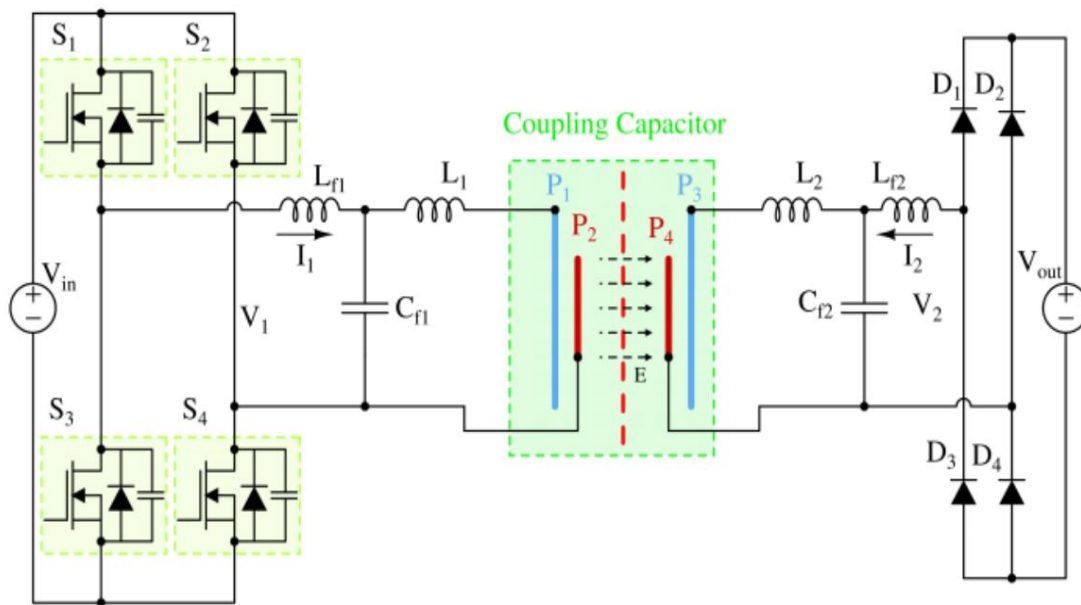 S1
S2
Coupling Capacitor
D1
D2
Lf1
L1
P1
P3
L2
Lf2
P2
P4
I1
I2
Vin
Vout
+
−
V1
Cf1
Cf2
V2
+
−
E
S3
S4
D3
D4